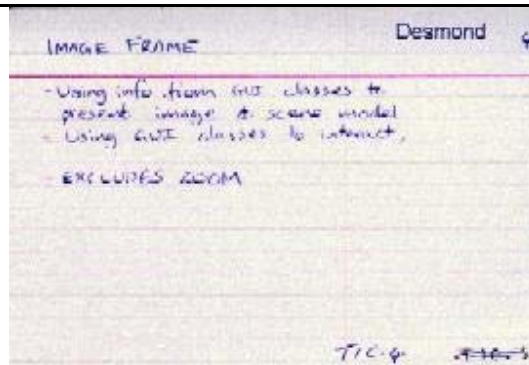 IMAGE FRAME
Desmond
- Using info from GUI classes to
present image & scene model
- Using GUI classes to interact,
- EXCLUDES ZOOM
TIC-4